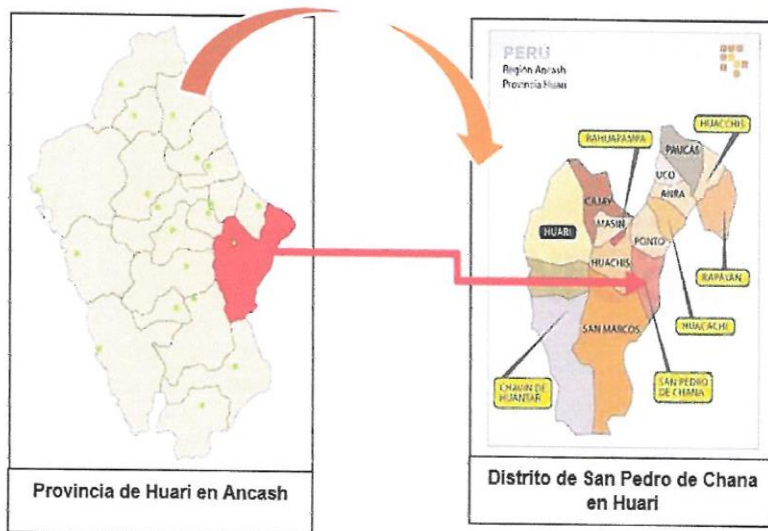 PERÚ
Región Ancash
Provincia Huari
RAHUAPAMPA
HUACCHIS
PAUCAS
UCO
ANRA
CAJAY
MASIN
HUARI
PONTO
HUACHIS
RAPAYAN
HUACACHI
SAN MARCOS
CHAVIN DE
HUANTAR
SAN PEDRO
DE CHANA
Provincia de Huari en Ancash
Distrito de San Pedro de Chana
en Huari